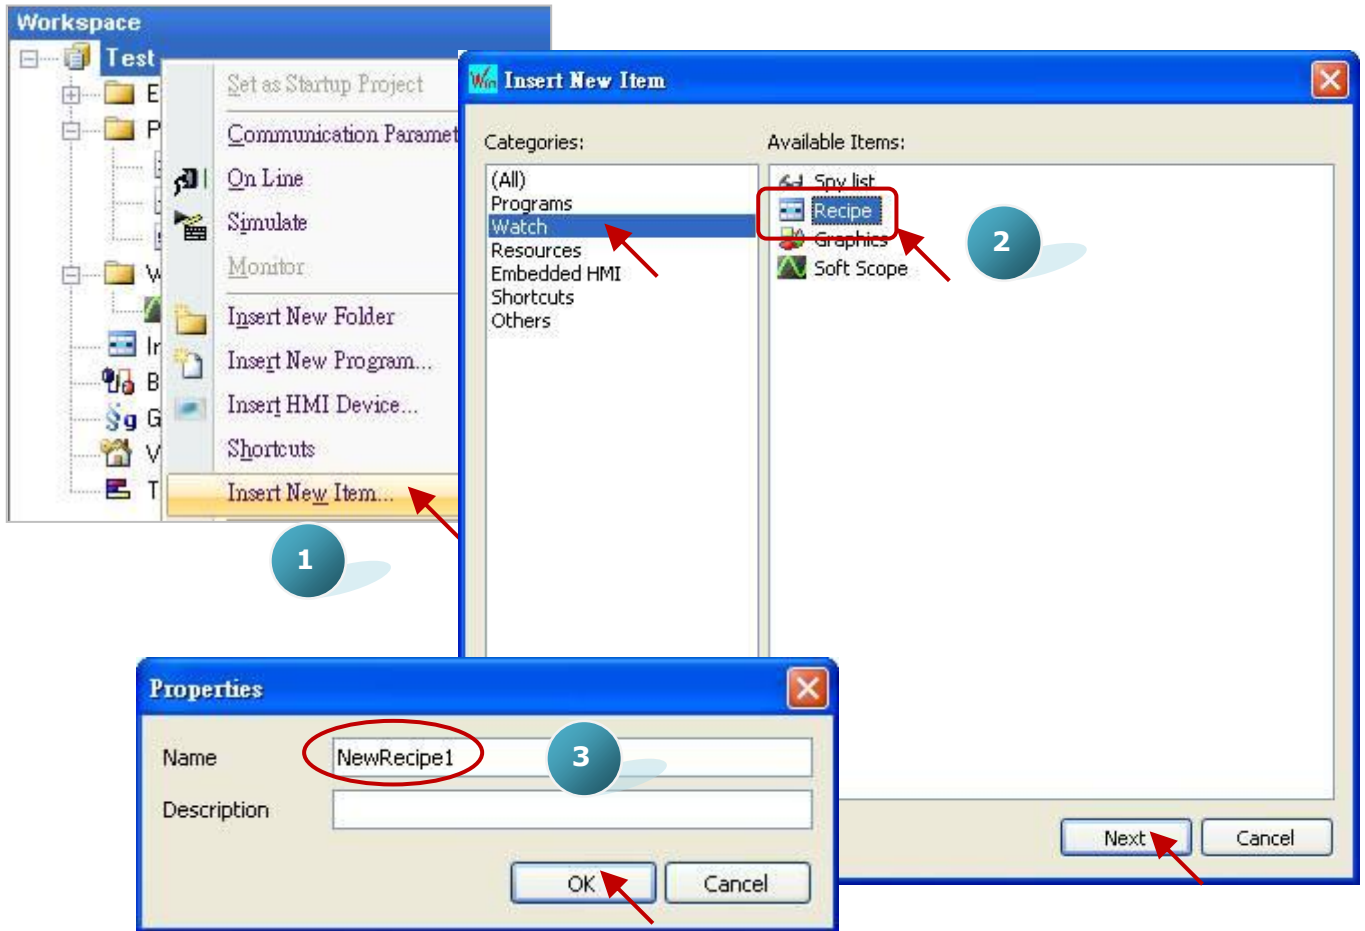 Workspace
Test
E
P
W
Ir
B
G
V
T
Set as Startup Project
Communication Paramet
On Line
Simulate
Monitor
Insert New Folder
Insert New Program...
Insert HMI Device...
Shortcuts
Insert New Item...
1
Win Insert New Item
Categories:
(All)
Programs
Watch
Resources
Embedded HMI
Shortcuts
Others
Available Items:
Spy list
Recipe
Graphics
Soft Scope
2
Next
Cancel
Properties
Name
NewRecipe1
3
Description
OK
Cancel